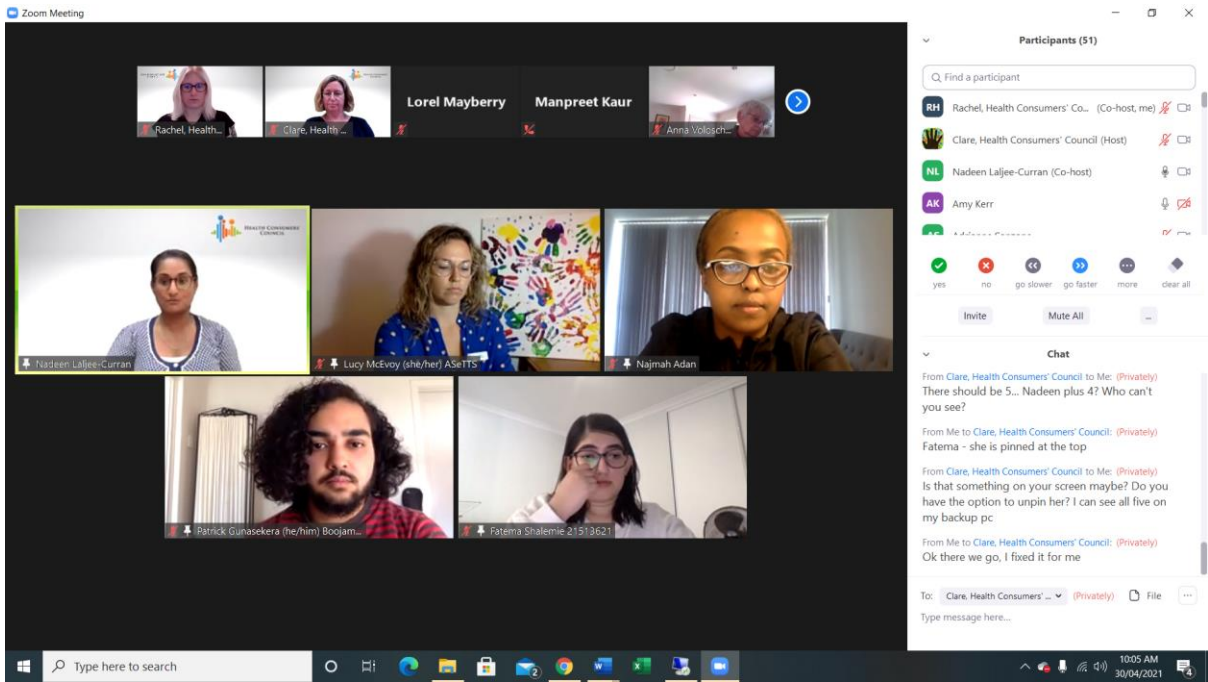 Zoom Meeting
Participants (51)
Find a participant
RH Rachel, Health Consumers' Co... (Co-host, me)
Clare, Health Consumers' Council (Host)
NL Nadeen Laljee-Curran (Co-host)
AK Amy Kerr
yes no go slower go faster more clear all
Invite Mute All ...
Chat
From Clare, Health Consumers' Council to Me: (Privately)
There should be 5... Nadeen plus 4? Who can't
you see?
From Me to Clare, Health Consumers' Council: (Privately)
Fatema - she is pinned at the top
From Clare, Health Consumers' Council to Me: (Privately)
Is that something on your screen maybe? Do you
have the option to unpin her? I can see all five on
my backup pc
From Me to Clare, Health Consumers' Council: (Privately)
Ok there we go, I fixed it for me
To: Clare, Health Consumers' ... (Privately) File ...
Type message here...
Rachel, Health...
Clare, Health ...
Lorel Mayberry
Manpreet Kaur
Anna Volosch...
HEALTH CONSUMERS'
COUNCIL
Nadeen Laljee-Curran
Lucy McEvoy (she/her) ASeTTS
Najmah Adan
Patrick Gunasekera (he/him) Boojam...
Fatema Shalemie 21513621
Type here to search
2
10:05 AM
30/04/2021
4